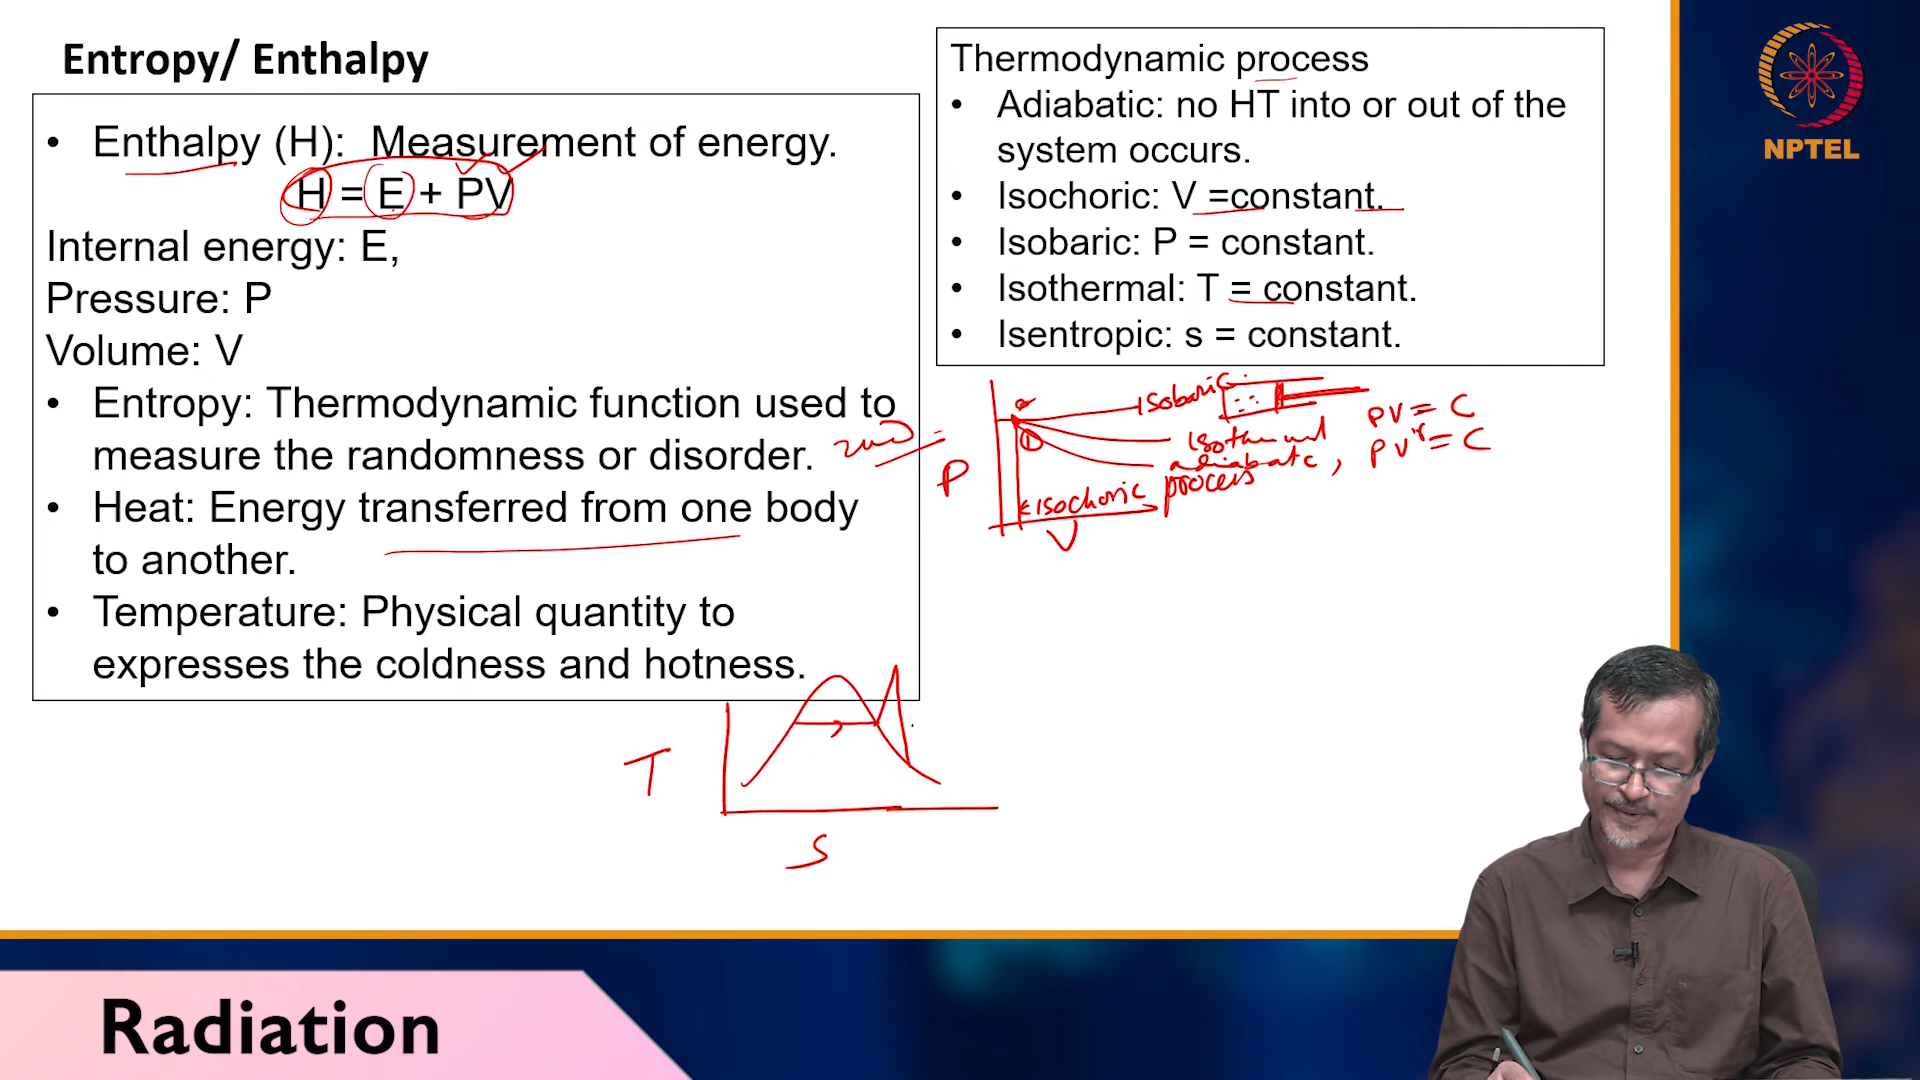 Entropy/ Enthalpy
• Enthalpy (H): Measurement of energy.
H = E + PV
Internal energy: E,
Pressure: P
Volume: V
• Entropy: Thermodynamic function used to
measure the randomness or disorder.
• Heat: Energy transferred from one body
to another.
• Temperature: Physical quantity to
expresses the coldness and hotness.
T
S
Thermodynamic process
• Adiabatic: no HT into or out of the
system occurs.
• Isochoric: V =constant.
• Isobaric: P = constant.
• Isothermal: T = constant.
• Isentropic: s = constant.
Isobaric
PV = C
Isothermal
adiabatic,
process
Isochoric
P
V
NPTEL
Radiation